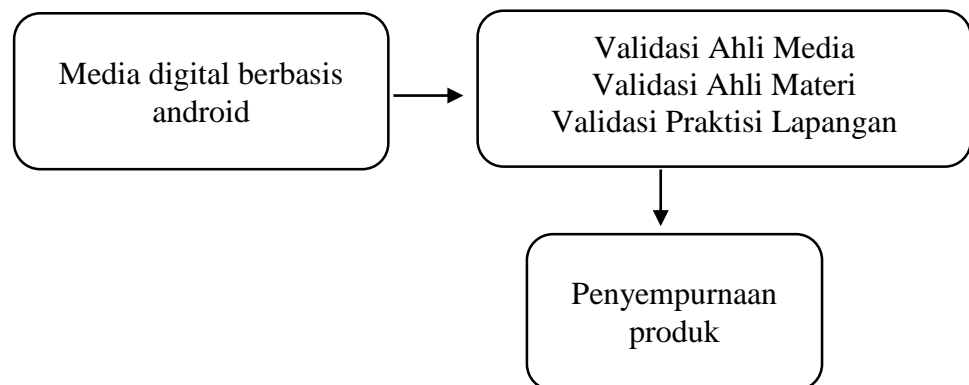 Media digital berbasis
android
Validasi Ahli Media
Validasi Ahli Materi
Validasi Praktisi Lapangan
Penyempurnaan
produk